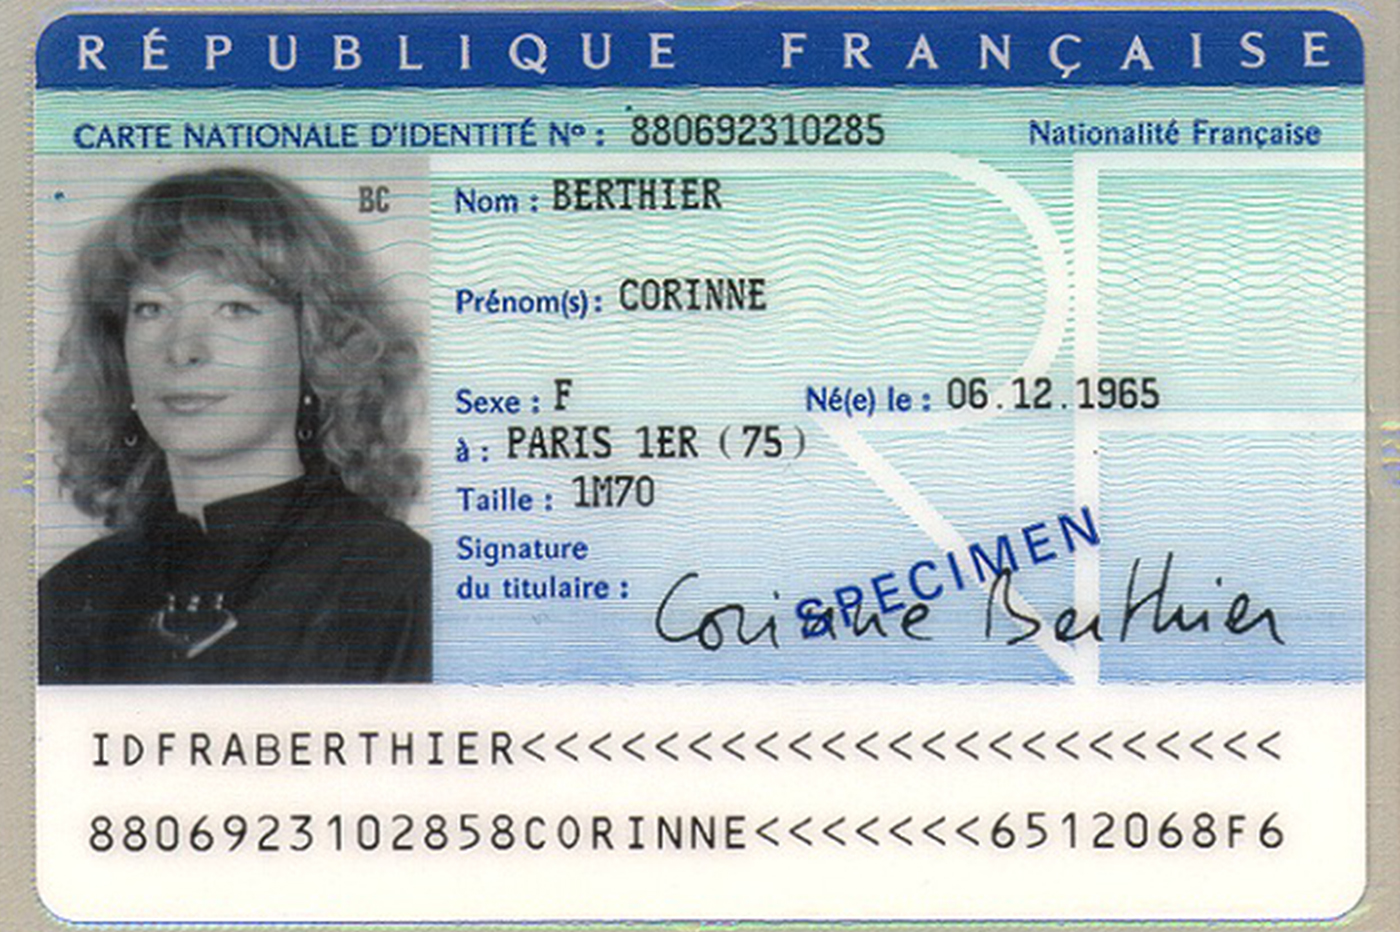 RÉPUBLIQUE FRANÇAISE
CARTE NATIONALE D'IDENTITÉ Nº : 880692310285 Nationalité Française
BC
Nom : BERTHIER
Prénom(s) : CORINNE
Sexe : F Né(e) le : 06.12.1965
à : PARIS 1ER (75)
Taille : 1M70
Signature
du titulaire :
Corinne Berthier
SPECIMEN
IDFRABERTHIER<<<<<<<<<<<<<<<<<<<<<<<
8806923102858CORINNE<<<<<<<6512068F6